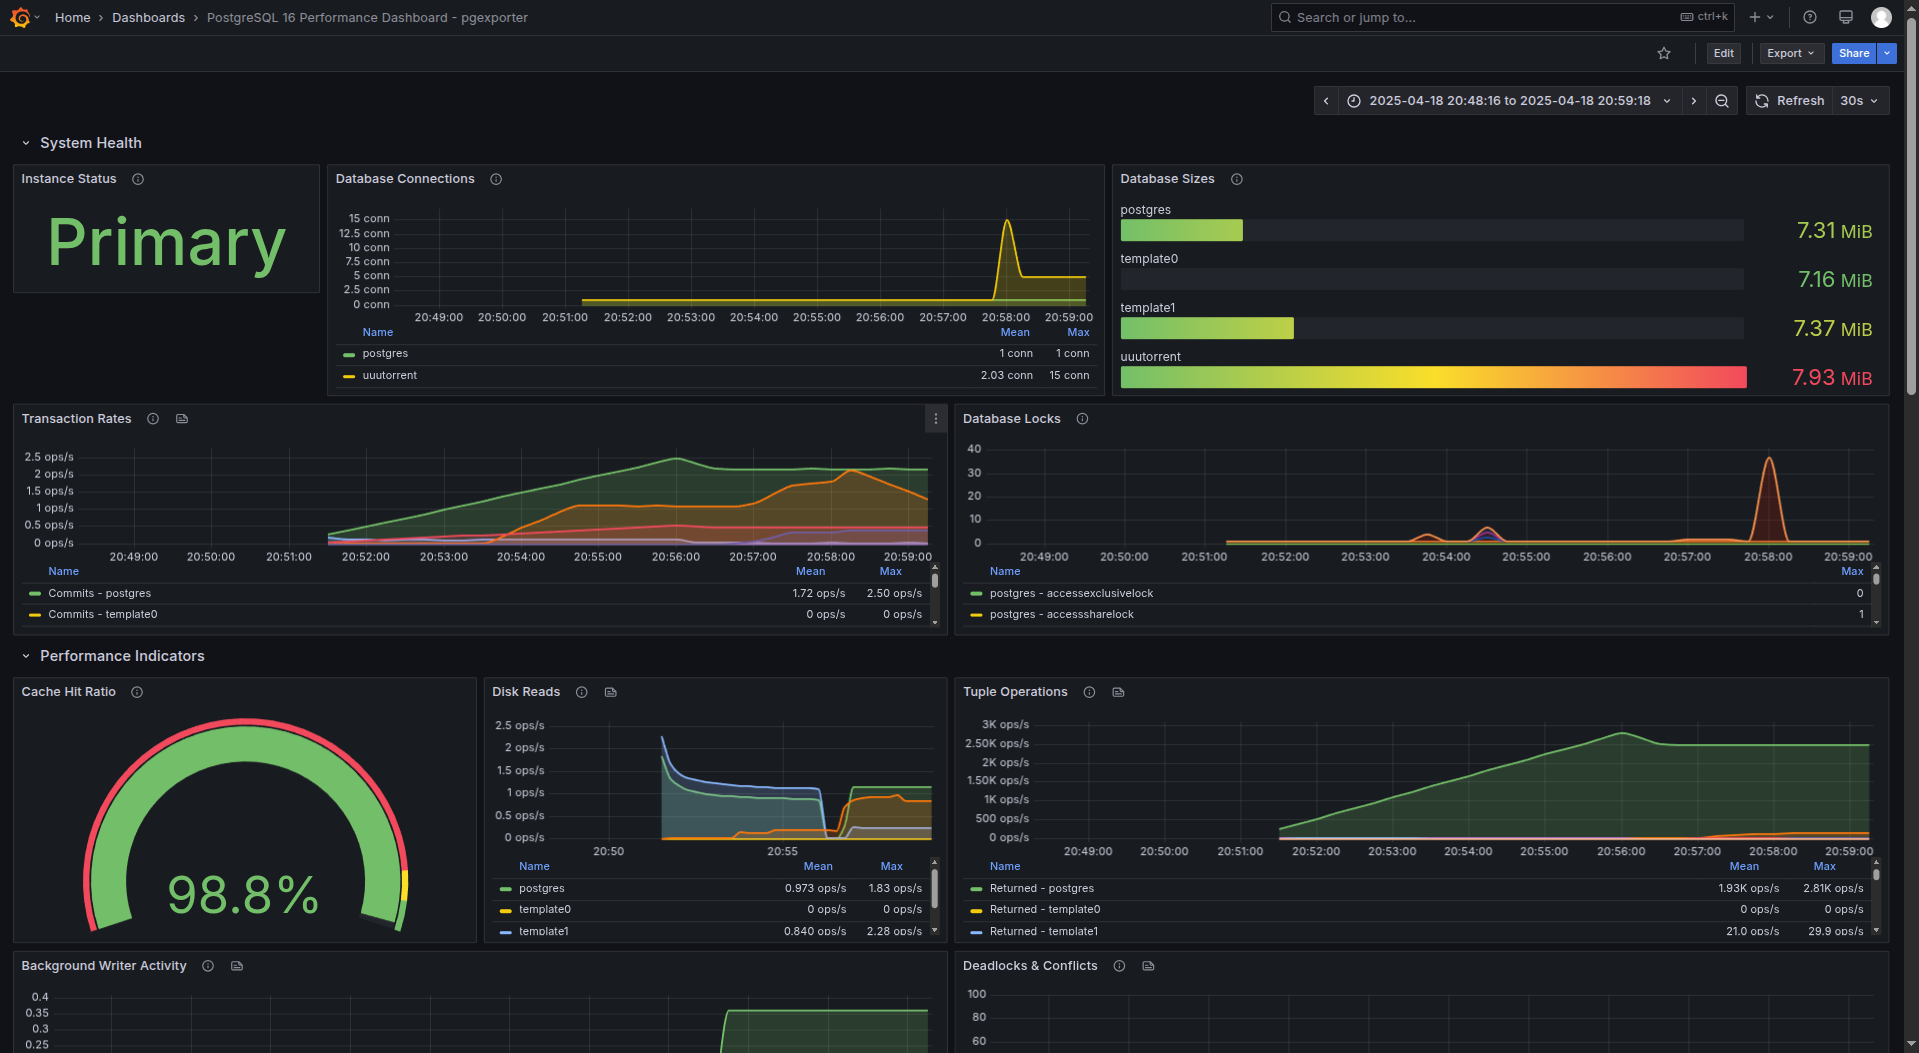 Home › Dashboards › PostgreSQL 16 Performance Dashboard - pgexporter
Search or jump to... ctrl+k
Edit Export Share
2025-04-18 20:48:16 to 2025-04-18 20:59:18 Refresh 30s
System Health
Instance Status
Primary
Database Connections
15 conn
12.5 conn
10 conn
7.5 conn
5 conn
2.5 conn
0 conn
20:49:00 20:50:00 20:51:00 20:52:00 20:53:00 20:54:00 20:55:00 20:56:00 20:57:00 20:58:00 20:59:00
Name Mean Max
postgres 1 conn 1 conn
uuutorrent 2.03 conn 15 conn
Database Sizes
postgres
7.31 MiB
template0
7.16 MiB
template1
7.37 MiB
uuutorrent
7.93 MiB
Transaction Rates
2.5 ops/s
2 ops/s
1.5 ops/s
1 ops/s
0.5 ops/s
0 ops/s
20:49:00 20:50:00 20:51:00 20:52:00 20:53:00 20:54:00 20:55:00 20:56:00 20:57:00 20:58:00 20:59:00
Name Mean Max
Commits - postgres 1.72 ops/s 2.50 ops/s
Commits - template0 0 ops/s 0 ops/s
Database Locks
40
30
20
10
0
20:49:00 20:50:00 20:51:00 20:52:00 20:53:00 20:54:00 20:55:00 20:56:00 20:57:00 20:58:00 20:59:00
Name Max
postgres - accessexclusivelock 0
postgres - accesssharelock 1
Performance Indicators
Cache Hit Ratio
98.8%
Disk Reads
2.5 ops/s
2 ops/s
1.5 ops/s
1 ops/s
0.5 ops/s
0 ops/s
20:50 20:55
Name Mean Max
postgres 0.973 ops/s 1.83 ops/s
template0 0 ops/s 0 ops/s
template1 0.840 ops/s 2.28 ops/s
Tuple Operations
3K ops/s
2.50K ops/s
2K ops/s
1.50K ops/s
1K ops/s
500 ops/s
0 ops/s
20:49:00 20:50:00 20:51:00 20:52:00 20:53:00 20:54:00 20:55:00 20:56:00 20:57:00 20:58:00 20:59:00
Name Mean Max
Returned - postgres 1.93K ops/s 2.81K ops/s
Returned - template0 0 ops/s 0 ops/s
Returned - template1 21.0 ops/s 29.9 ops/s
Background Writer Activity
0.4
0.35
0.3
0.25
Deadlocks & Conflicts
100
80
60